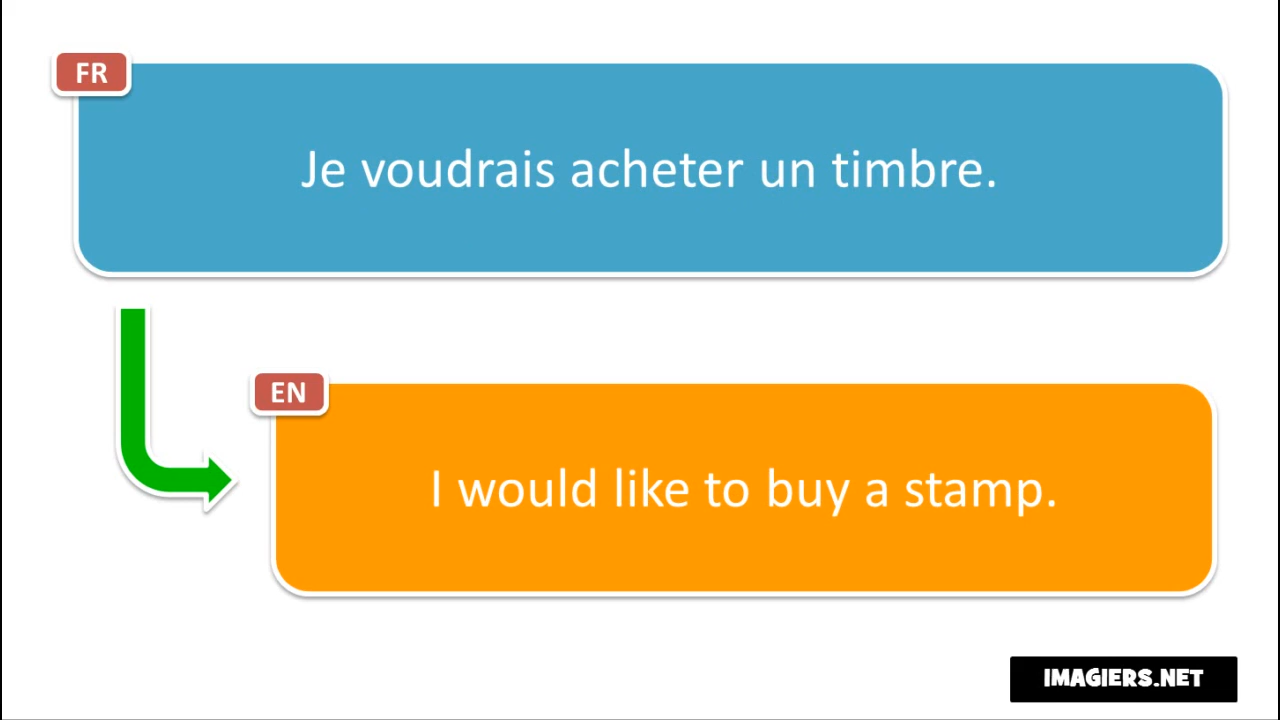 FR
Je voudrais acheter un timbre.
EN
I would like to buy a stamp.
IMAGIERS.NET